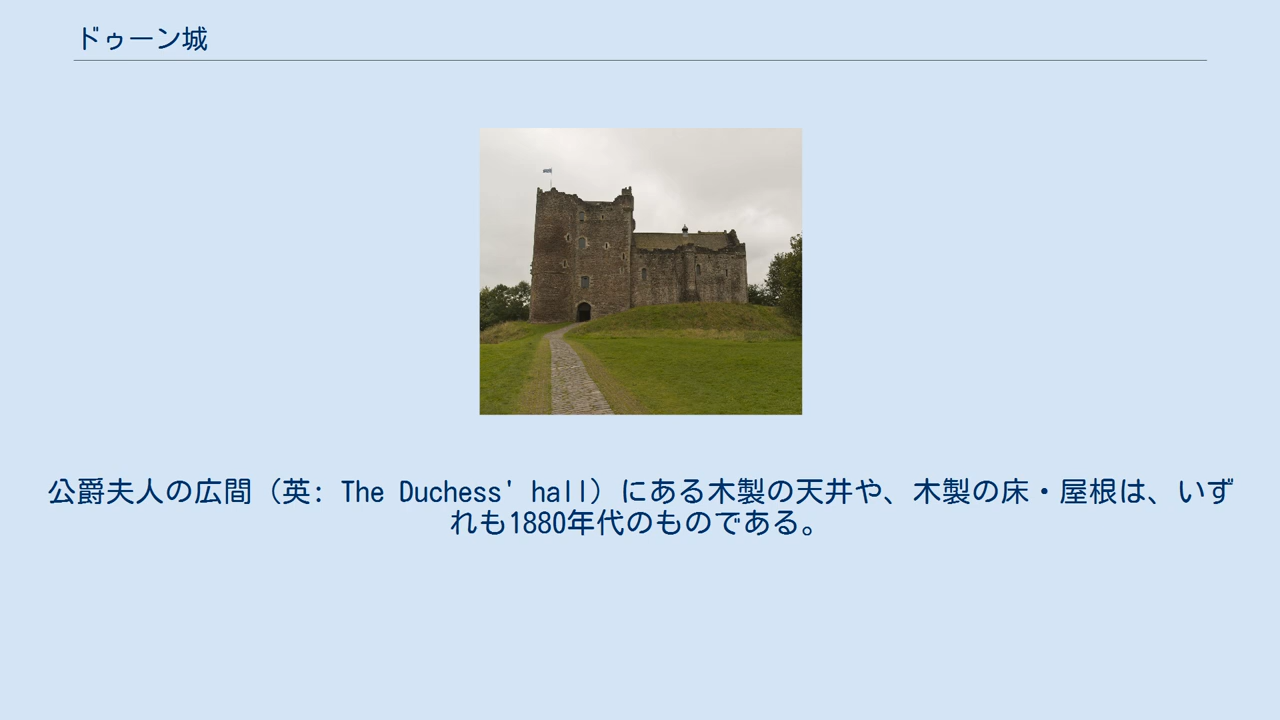 ドゥーン城
公爵夫人の広間（英: The Duchess' hall）にある木製の天井や、木製の床・屋根は、いず
れも1880年代のものである。